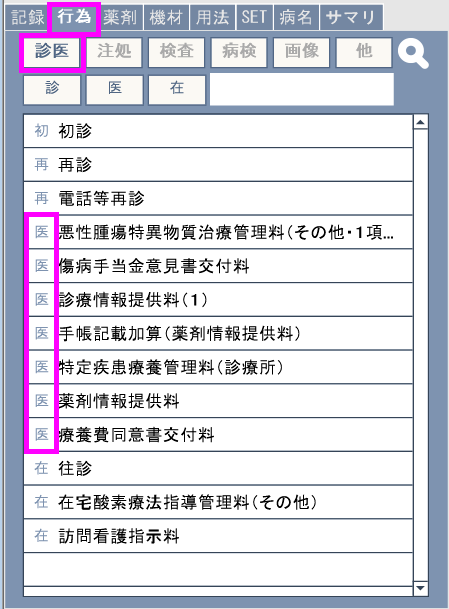 記録 行為 薬剤 機材 用法 SET 病名 サマリ
診医 注処 検査 病検 画像 他
診 医 在
初 初診
再 再診
再 電話等再診
医 悪性腫瘍特異物質治療管理料(その他・1項...
医 傷病手当金意見書交付料
医 診療情報提供料(1)
医 手帳記載加算(薬剤情報提供料)
医 特定疾患療養管理料(診療所)
医 薬剤情報提供料
医 療養費同意書交付料
在 往診
在 在宅酸素療法指導管理料(その他)
在 訪問看護指示料